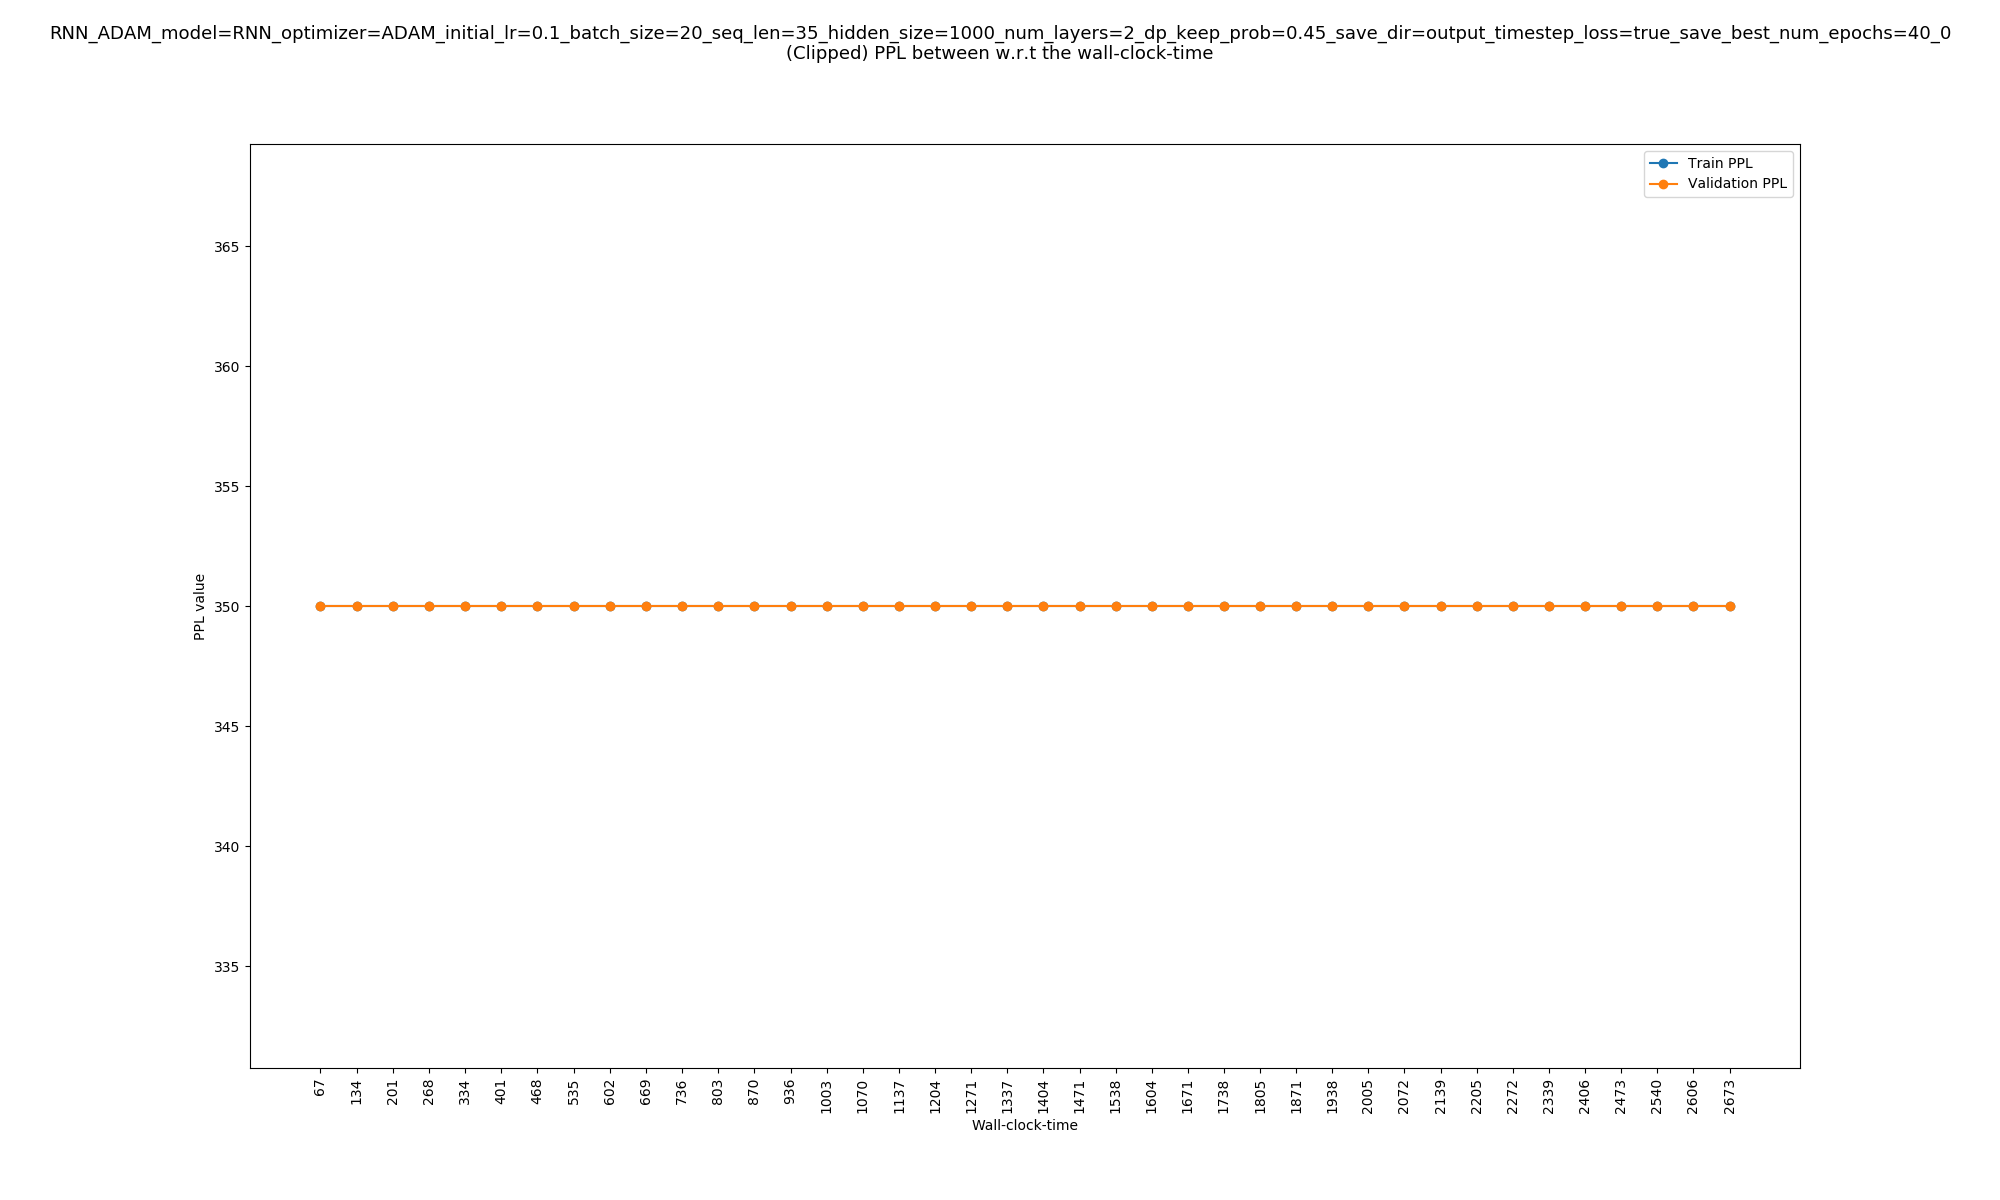 RNN_ADAM_model=RNN_optimizer=ADAM_initial_lr=0.1_batch_size=20_seq_len=35_hidden_size=1000_num_layers=2_dp_keep_prob=0.45_save_dir=output_timestep_loss=true_save_best_num_epochs=40_0
(Clipped) PPL between w.r.t the wall-clock-time
Train PPL
Validation PPL
365
360
355
350
345
340
335
PPL value
67 134 201 268 334 401 468 535 602 669 736 803 870 936 1003 1070 1137 1204 1271 1337 1404 1471 1538 1604 1671 1738 1805 1871 1938 2005 2072 2139 2205 2272 2339 2406 2473 2540 2606 2673
Wall-clock-time